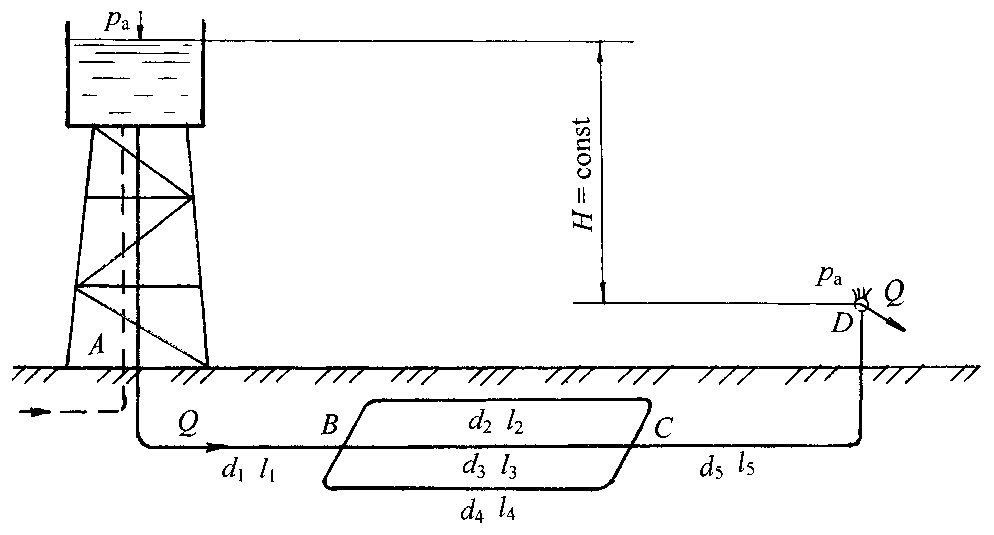 pₐ
H = const
pₐ
Q
D
A
Q
B
C
d₂ l₂
d₁ l₁
d₃ l₃
d₅ l₅
d₄ l₄